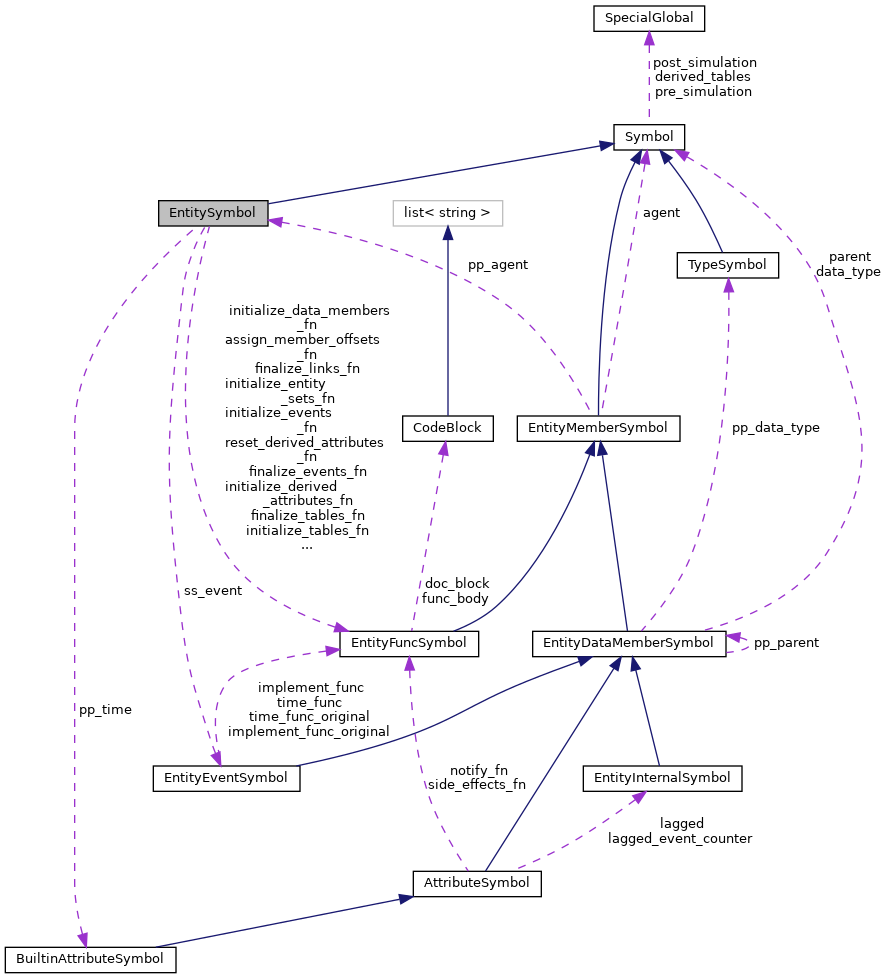 SpecialGlobal
post_simulation
derived_tables
pre_simulation
Symbol
EntitySymbol
list< string >
agent
pp_agent
TypeSymbol
parent
data_type
initialize_data_members
_fn
assign_member_offsets
_fn
finalize_links_fn
initialize_entity
_sets_fn
initialize_events
_fn
reset_derived_attributes
_fn
finalize_events_fn
initialize_derived
_attributes_fn
finalize_tables_fn
initialize_tables_fn
...
CodeBlock
EntityMemberSymbol
pp_data_type
ss_event
doc_block
func_body
EntityFuncSymbol
EntityDataMemberSymbol
pp_parent
implement_func
time_func
time_func_original
implement_func_original
pp_time
EntityEventSymbol
notify_fn
side_effects_fn
EntityInternalSymbol
lagged
lagged_event_counter
AttributeSymbol
BuiltinAttributeSymbol